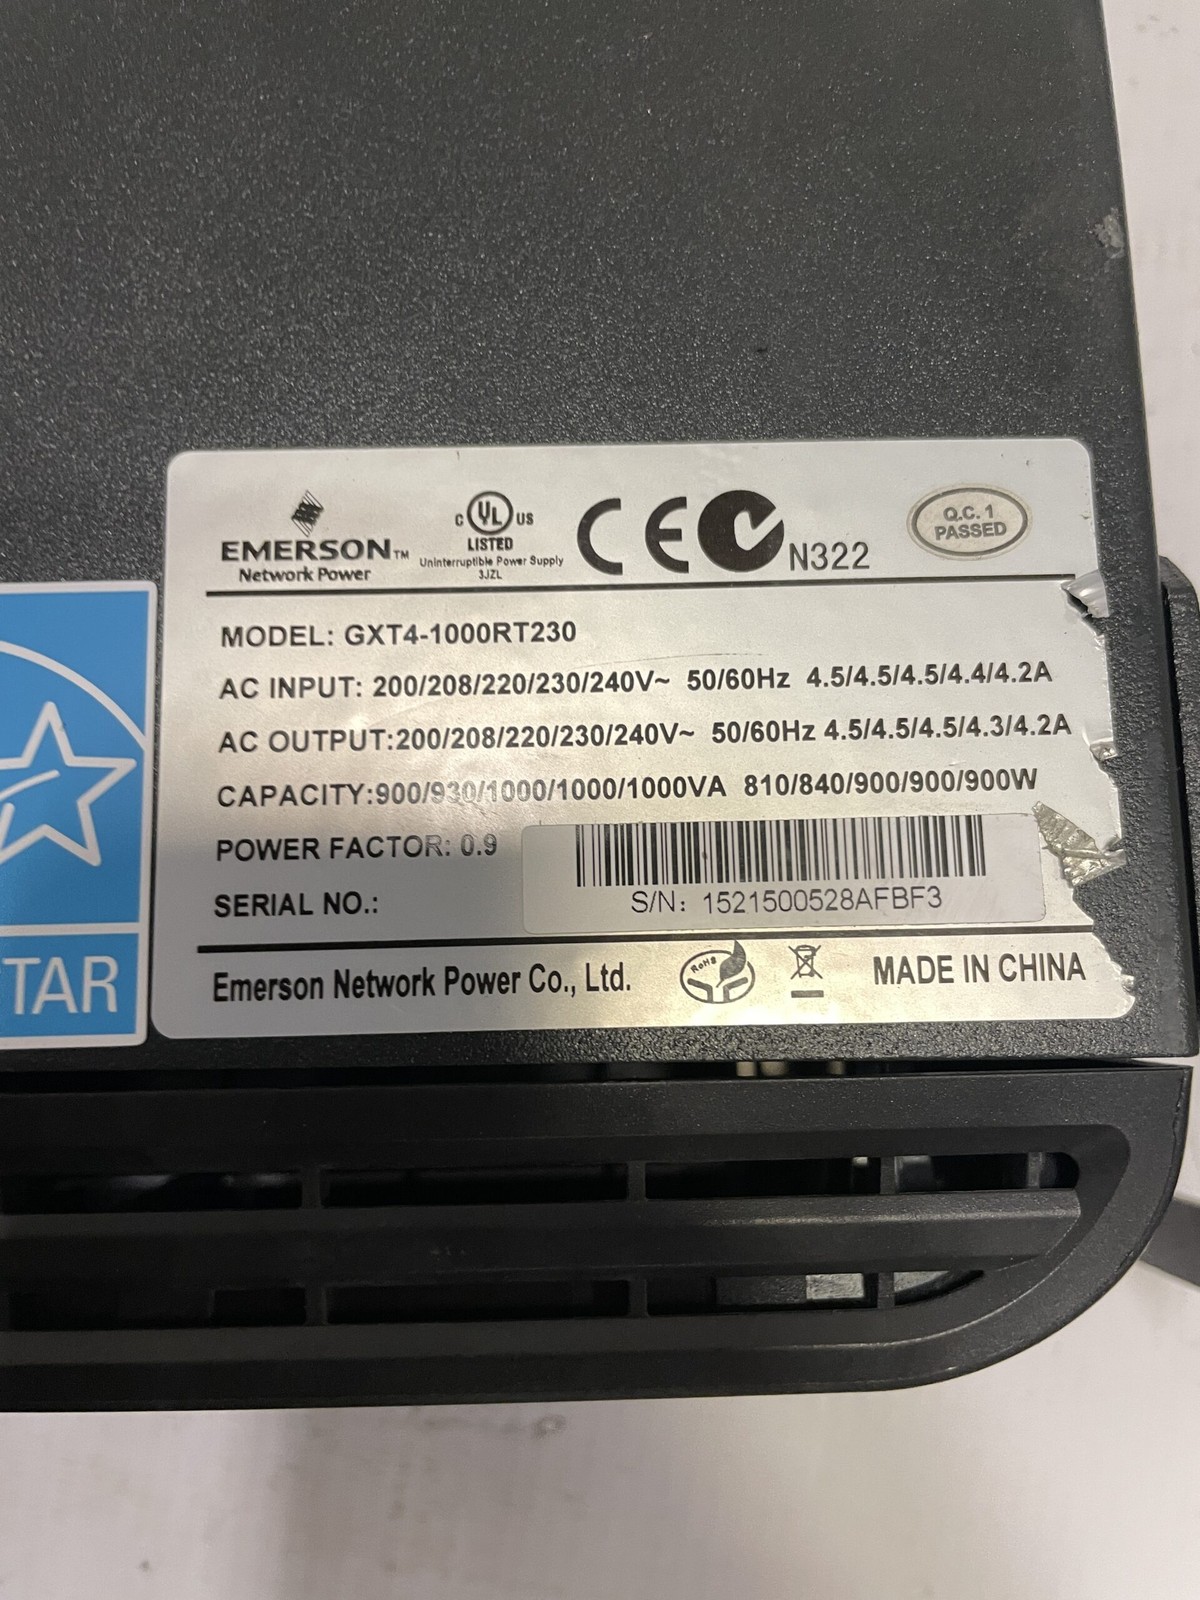 EMERSON™
Network Power
C UL US
LISTED
Uninterruptible Power Supply
3JZL
CE
N322
Q.C. 1
PASSED
MODEL: GXT4-1000RT230
AC INPUT: 200/208/220/230/240V~ 50/60Hz 4.5/4.5/4.5/4.4/4.2A
AC OUTPUT:200/208/220/230/240V~ 50/60Hz 4.5/4.5/4.5/4.3/4.2A
CAPACITY:900/930/1000/1000/1000VA 810/840/900/900/900W
POWER FACTOR: 0.9
SERIAL NO.:
S/N: 1521500528AFBF3
Emerson Network Power Co., Ltd.
RoHS
MADE IN CHINA
TAR